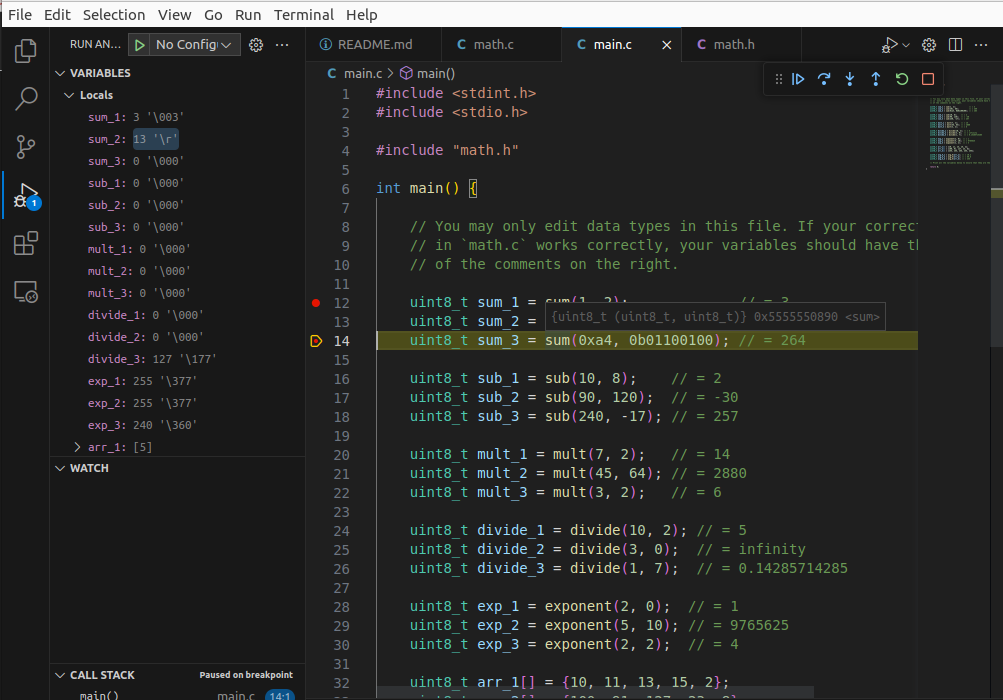 File Edit Selection View Go Run Terminal Help
RUN AN... No Config
README.md
math.c
main.c
math.h
C main.c > main()
VARIABLES
Locals
sum_1: 3 '\003'
sum_2: 13 '\r'
sum_3: 0 '\000'
sub_1: 0 '\000'
sub_2: 0 '\000'
sub_3: 0 '\000'
mult_1: 0 '\000'
mult_2: 0 '\000'
mult_3: 0 '\000'
divide_1: 0 '\000'
divide_2: 0 '\000'
divide_3: 127 '\177'
exp_1: 255 '\377'
exp_2: 255 '\377'
exp_3: 240 '\360'
arr_1: [5]
WATCH
CALL STACK Paused on breakpoint
main() main.c 14:1
1
1 #include <stdint.h>
2 #include <stdio.h>
3
4 #include "math.h"
5
6 int main() {
7
8 // You may only edit data types in this file. If your correc
9 // in `math.c` works correctly, your variables should have t
10 // of the comments on the right.
11
12 uint8_t sum_1 = sum(1, 2); // = 3
13 uint8_t sum_2 =
{uint8_t (uint8_t, uint8_t)} 0x5555550890 <sum>
14 uint8_t sum_3 = sum(0xa4, 0b01100100); // = 264
15
16 uint8_t sub_1 = sub(10, 8); // = 2
17 uint8_t sub_2 = sub(90, 120); // = -30
18 uint8_t sub_3 = sub(240, -17); // = 257
19
20 uint8_t mult_1 = mult(7, 2); // = 14
21 uint8_t mult_2 = mult(45, 64); // = 2880
22 uint8_t mult_3 = mult(3, 2); // = 6
23
24 uint8_t divide_1 = divide(10, 2); // = 5
25 uint8_t divide_2 = divide(3, 0); // = infinity
26 uint8_t divide_3 = divide(1, 7); // = 0.14285714285
27
28 uint8_t exp_1 = exponent(2, 0); // = 1
29 uint8_t exp_2 = exponent(5, 10); // = 9765625
30 uint8_t exp_3 = exponent(2, 2); // = 4
31
32 uint8_t arr_1[] = {10, 11, 13, 15, 2};